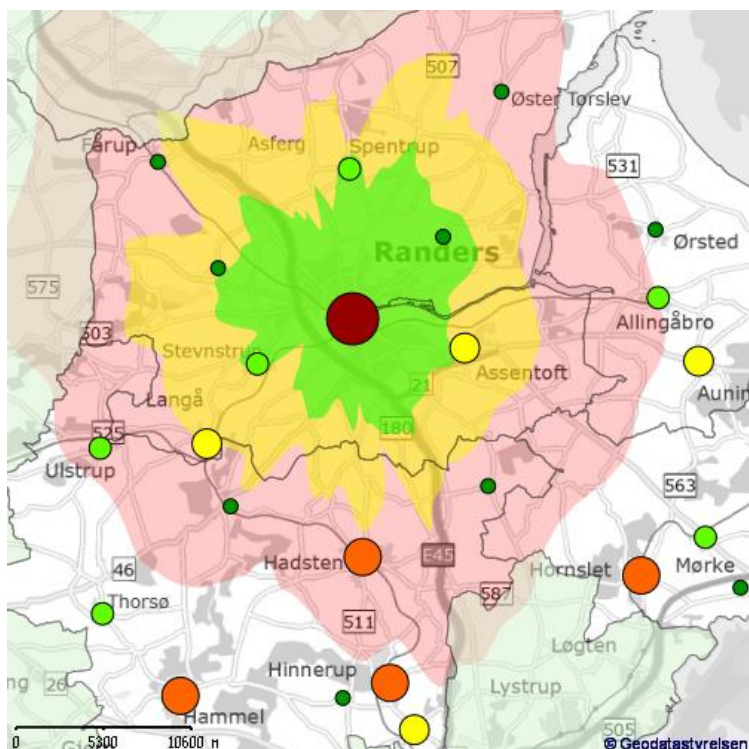 507
Øster Tørslev
Asferg
Spentrup
Fårup
531
Randers
Ørsted
575
Allingåbro
503
Stevnstrup
Assentoft
21
Aunin
Langå
180
525
Ulstrup
563
Hadsten
E45
46
Hornslet
Mørke
587
Thorsø
511
Løgten
Hinnerup
26
Lystrup
Hammel
505
0 5300 10600 M
© Geodatastyrelsen